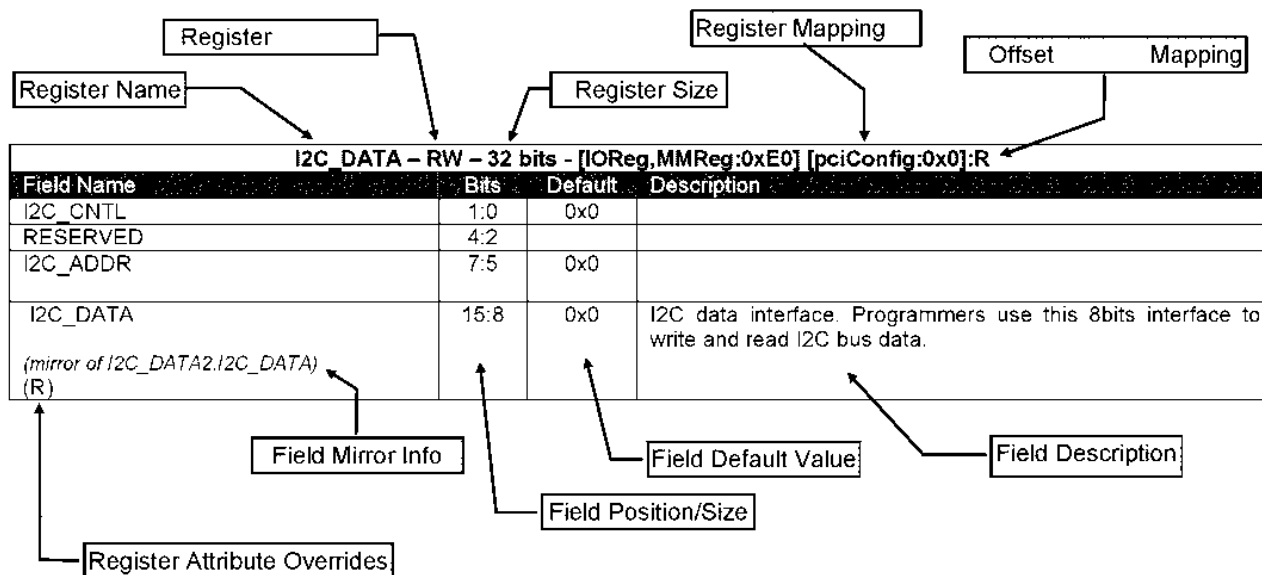 Register
Register Mapping
Offset Mapping
Register Name
Register Size
I2C_DATA – RW – 32 bits - [IOReg,MMReg:0xE0] [pciConfig:0x0]:R
Field Name Bits Default Description
I2C_CNTL 1:0 0x0
RESERVED 4:2
I2C_ADDR 7:5 0x0
I2C_DATA 15:8 0x0 I2C data interface. Programmers use this 8bits interface to
write and read I2C bus data.
(mirror of I2C_DATA2.I2C_DATA)
(R)
Field Mirror Info
Field Default Value
Field Description
Field Position/Size
Register Attribute Overrides